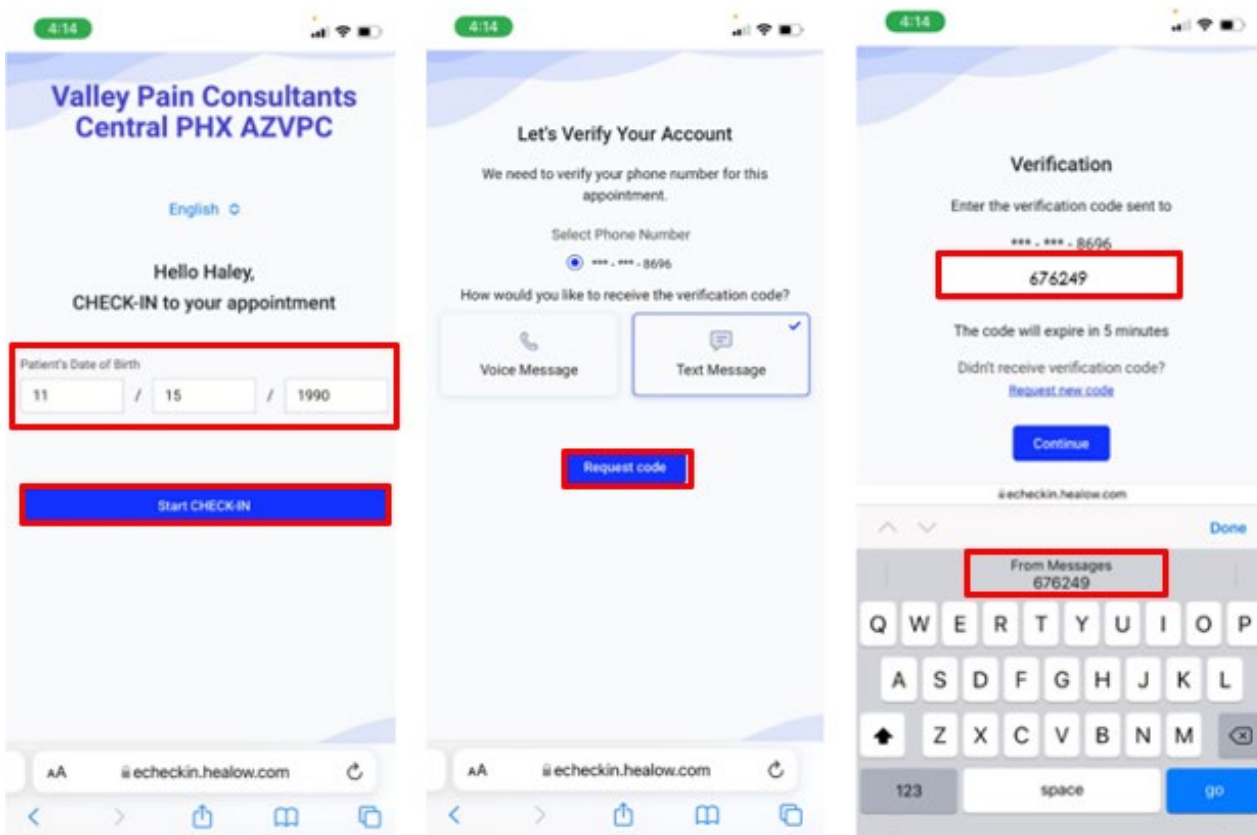 4:14
Valley Pain Consultants
Central PHX AZVPC
English
Hello Haley,
CHECK-IN to your appointment
Patient's Date of Birth
11 / 15 / 1990
Start CHECK-IN
AA echeckin.healow.com
4:14
Let's Verify Your Account
We need to verify your phone number for this
appointment.
Select Phone Number
*** - *** - 8696
How would you like to receive the verification code?
Voice Message Text Message
Request code
AA echeckin.healow.com
4:14
Verification
Enter the verification code sent to
*** - *** - 8696
676249
The code will expire in 5 minutes
Didn't receive verification code?
Request new code
Continue
echeckin.healow.com
Done
From Messages
676249
Q W E R T Y U I O P
A S D F G H J K L
Z X C V B N M
123 space go